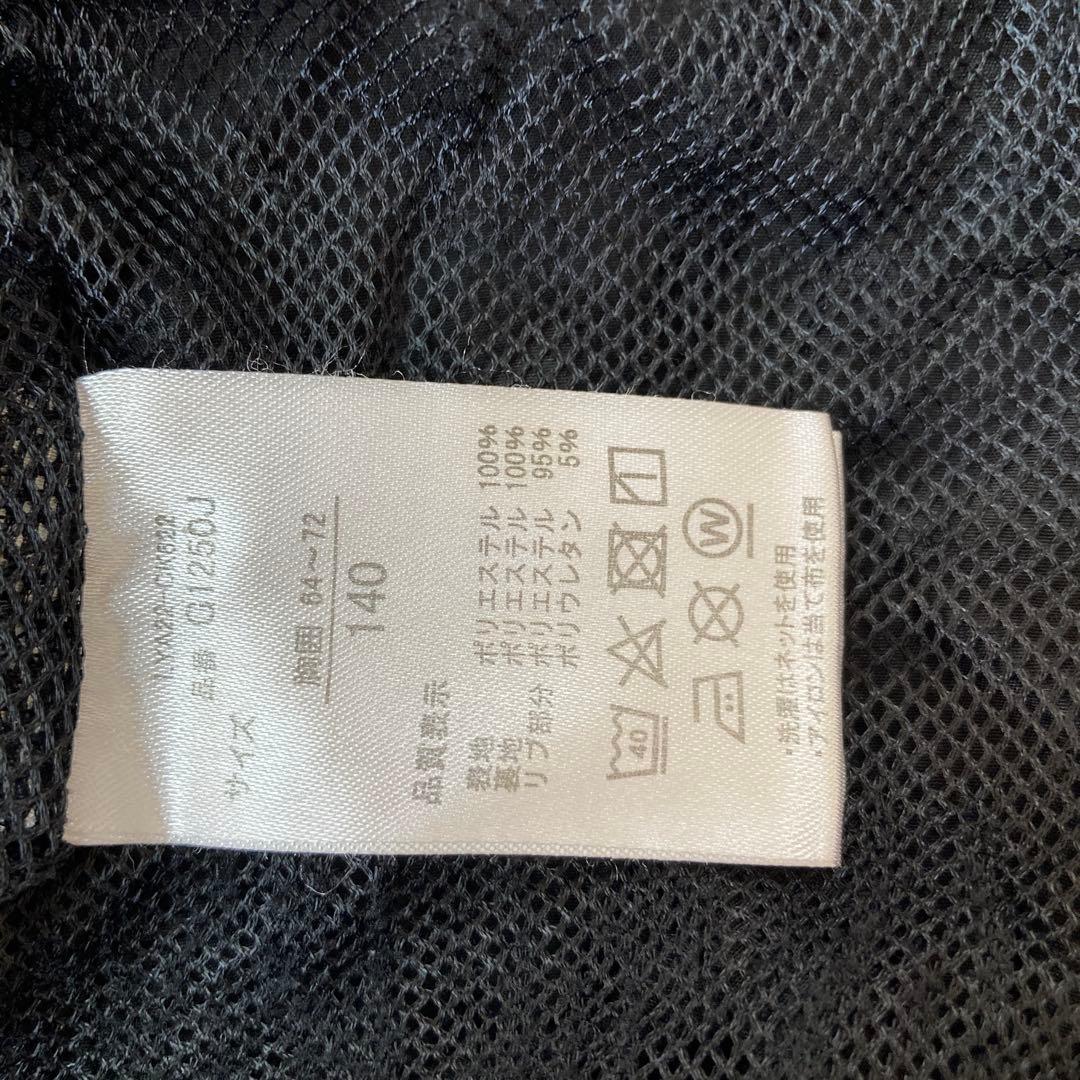 品番 G1250J
サイズ
胸囲 64~72
140
品質表示
表地 ポリエステル 100%
裏地 ポリエステル 100%
リブ部分 ポリエステル 95%
ポリウレタン 5%
40
W
*洗濯はネットを使用
*アイロンは当て布を使用